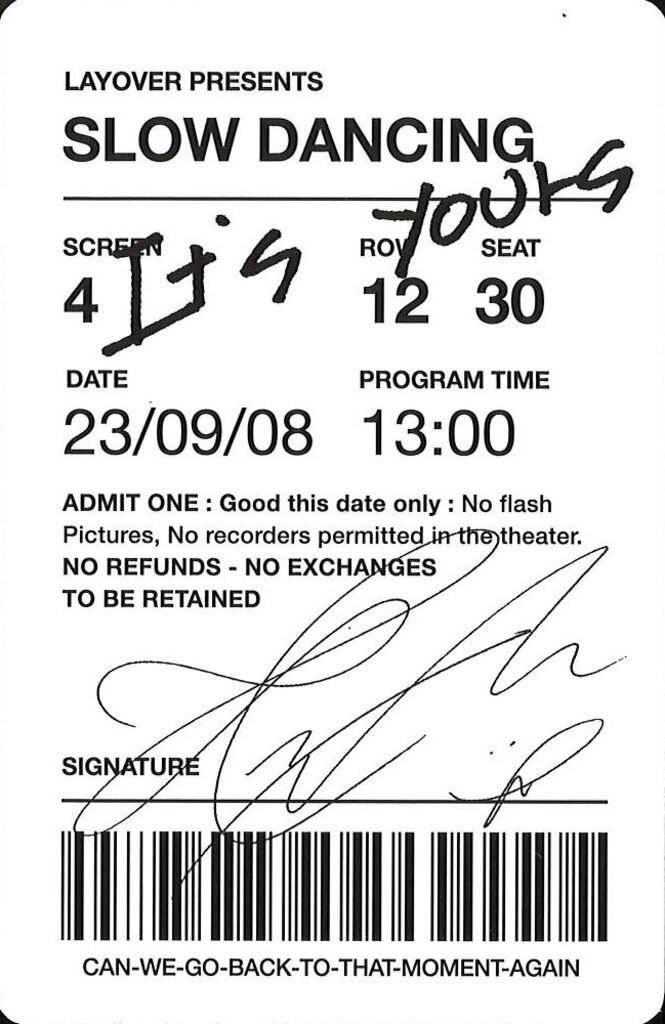 LAYOVER PRESENTS
SLOW DANCING
It's yours
SCREEN ROW SEAT
4 12 30
DATE PROGRAM TIME
23/09/08 13:00
ADMIT ONE : Good this date only : No flash
Pictures, No recorders permitted in the theater.
NO REFUNDS - NO EXCHANGES
TO BE RETAINED
SIGNATURE
CAN-WE-GO-BACK-TO-THAT-MOMENT-AGAIN